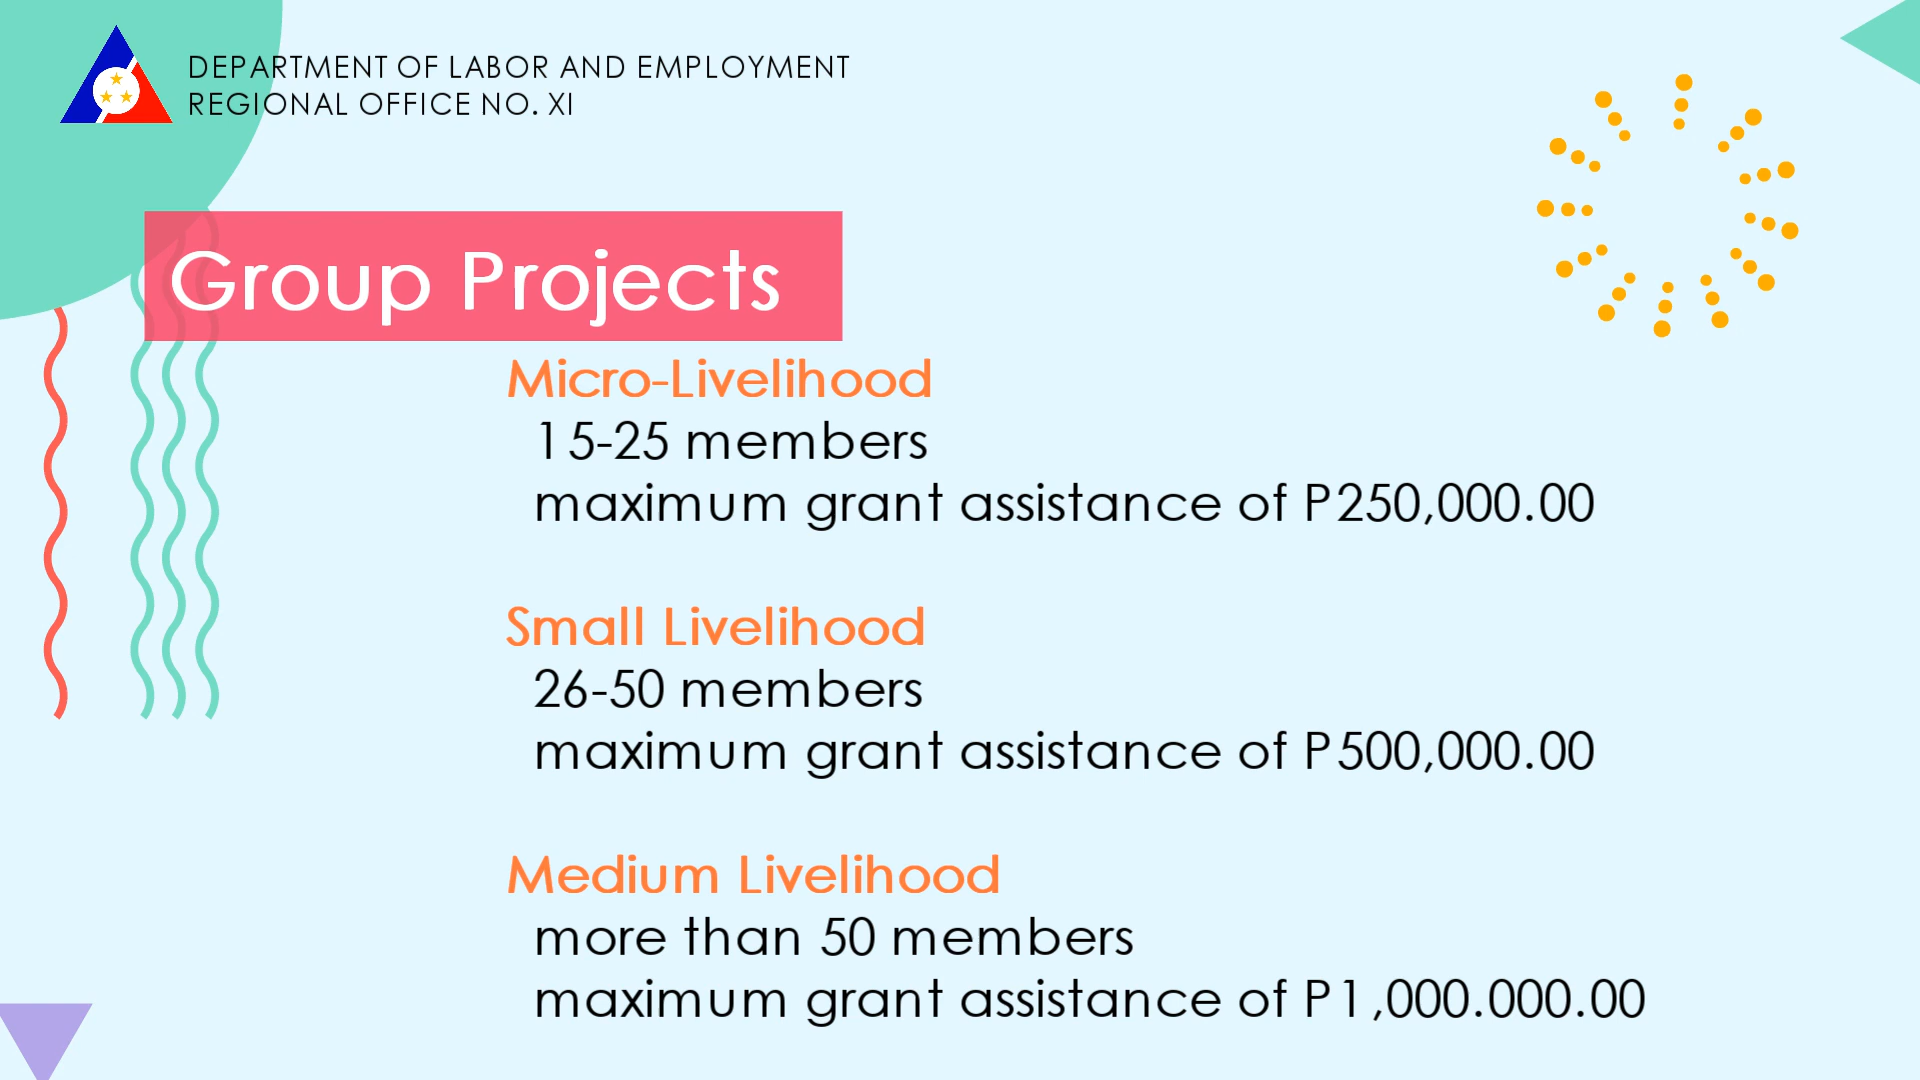 DEPARTMENT OF LABOR AND EMPLOYMENT
REGIONAL OFFICE NO. XI
Group Projects
Micro-Livelihood
15-25 members
maximum grant assistance of P250,000.00
Small Livelihood
26-50 members
maximum grant assistance of P500,000.00
Medium Livelihood
more than 50 members
maximum grant assistance of P1,000.000.00